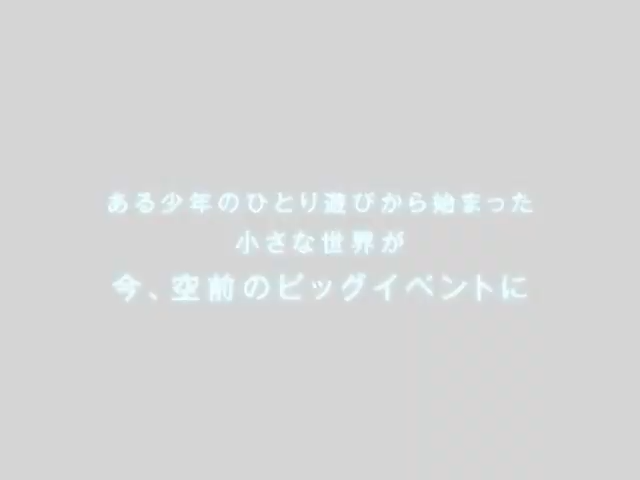 ある少年のひとり遊びから始まった
小さな世界が
今、空前のビッグイベントに